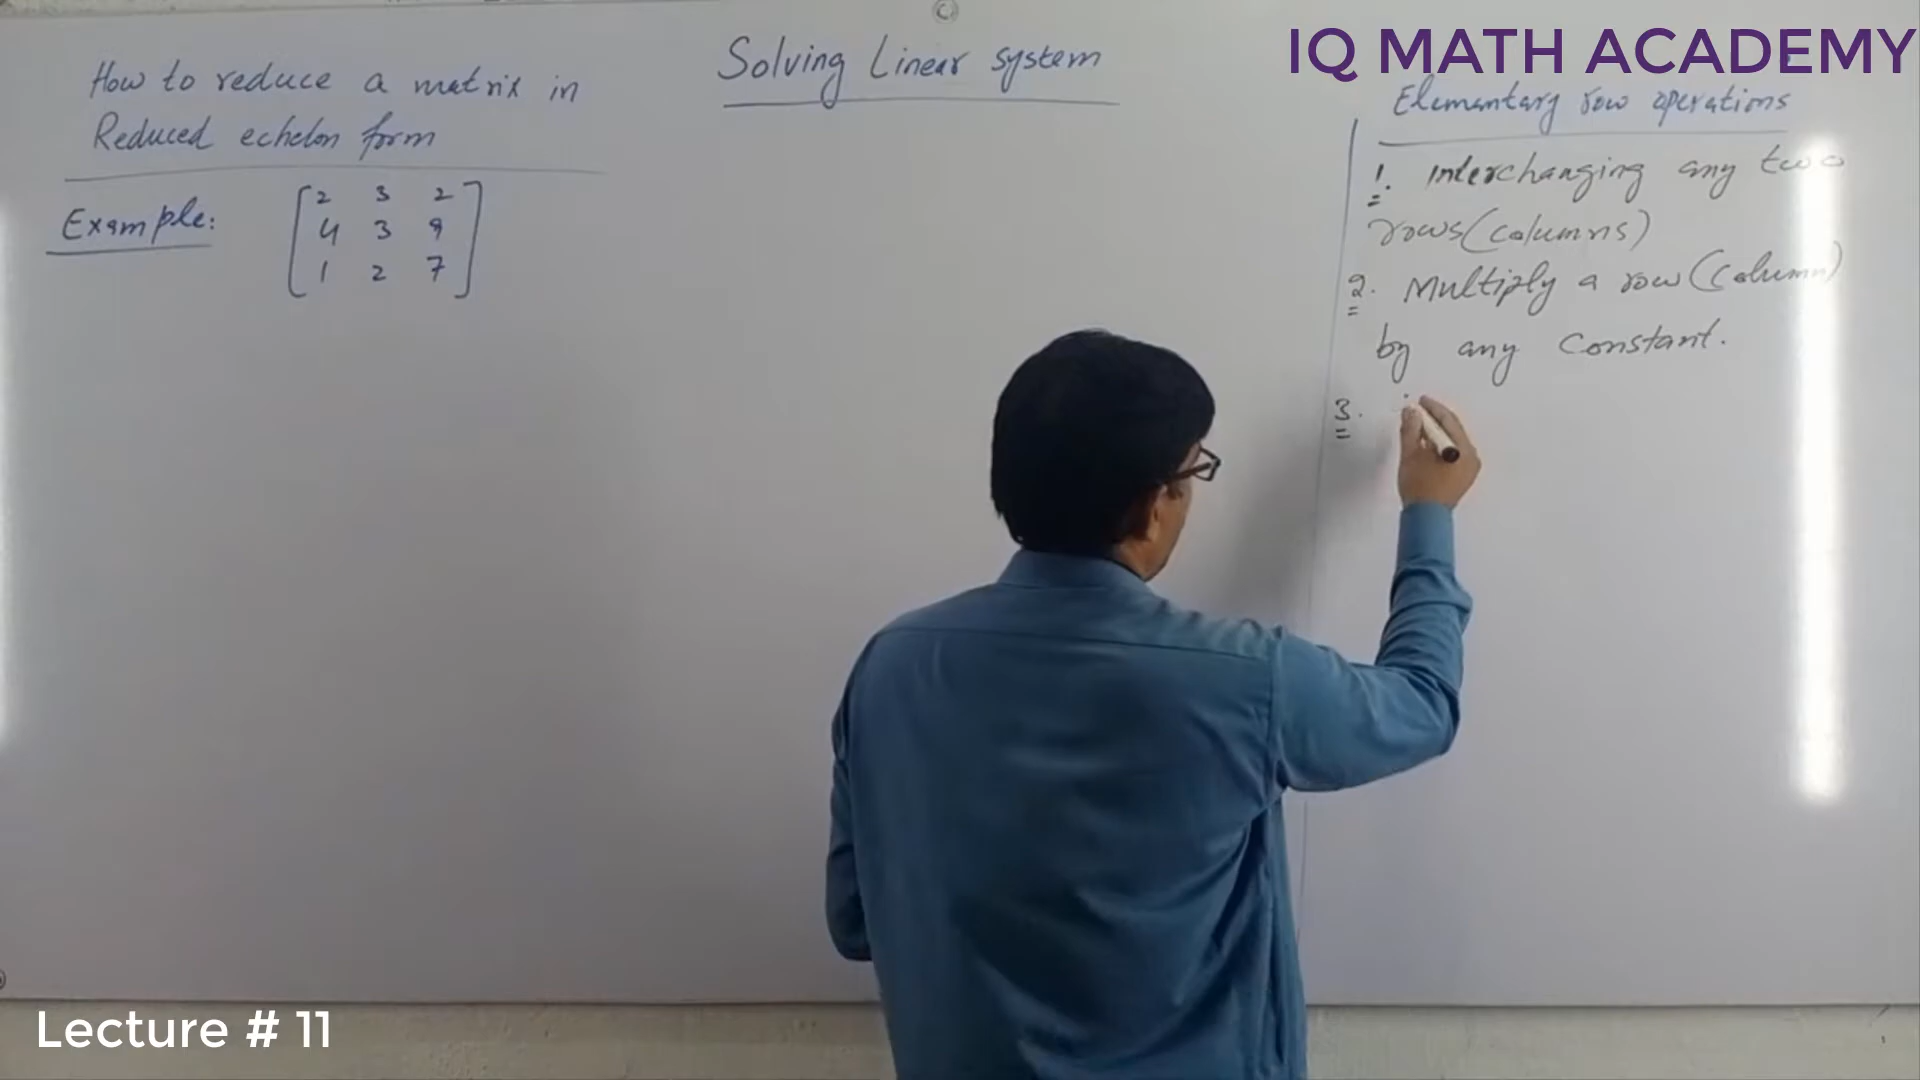 How to reduce a matrix in
Reduced echelon form
Example:
2 3 2
4 3 9
1 2 7
Solving Linear system
IQ MATH ACADEMY
Elementary row operations
1. Interchanging any two
rows(columns)
2. Multiply a row (column)
by any Constant.
3.
Lecture # 11